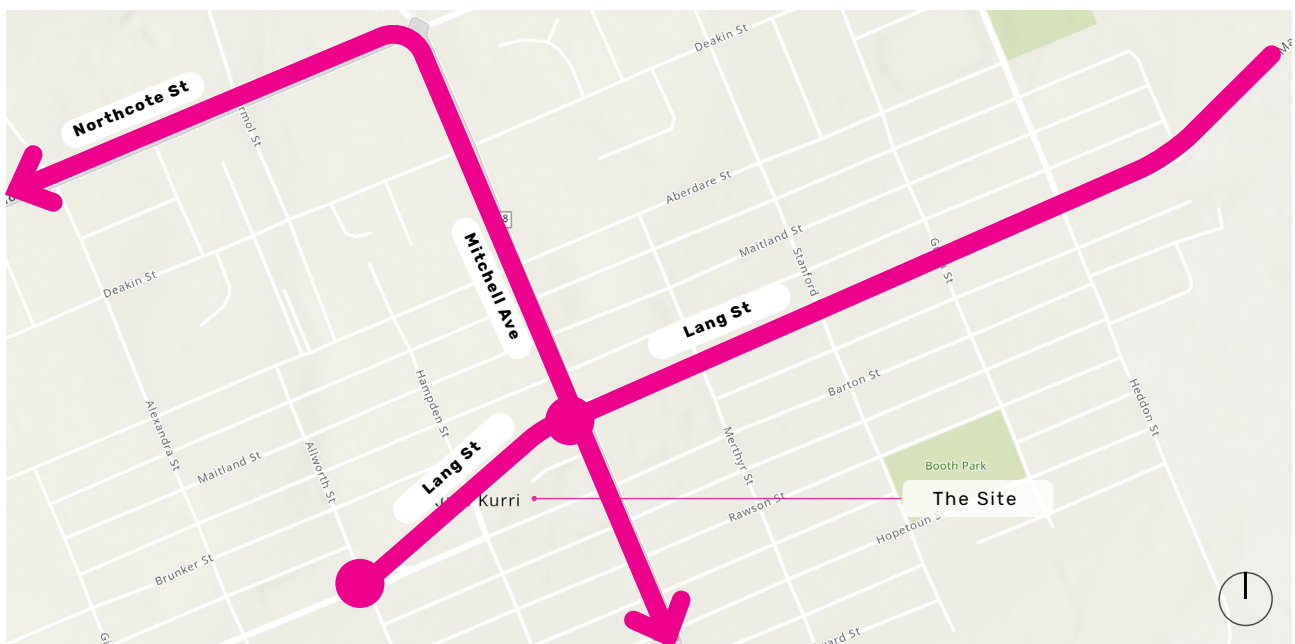 Deakin St
Northcote St
Aberdare St
Mitchell Ave
8
Maitland St
Stanford
Deakin St
Lang St
Barton St
Hampden St
Heddon St
Alexandra St
Merthyr St
Lang St
Allworth St
Maitland St
Booth Park
Kurri
The Site
Rawson St
Hopetoun St
Brunker St